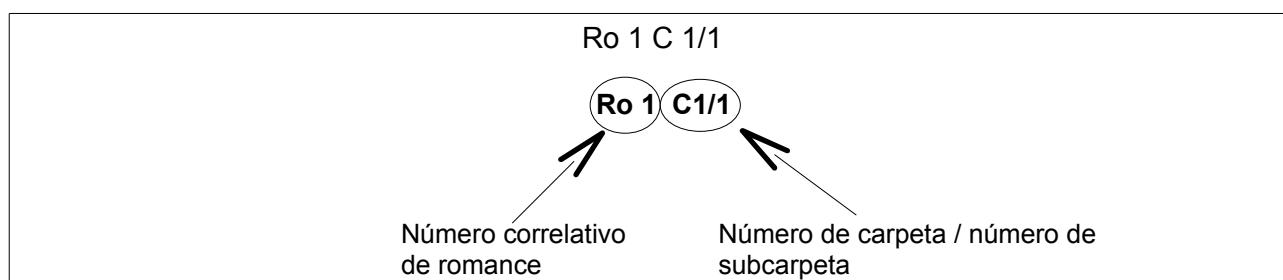 Ro 1 C 1/1
Ro 1 C1/1
Número correlativo
de romance
Número de carpeta / número de
subcarpeta